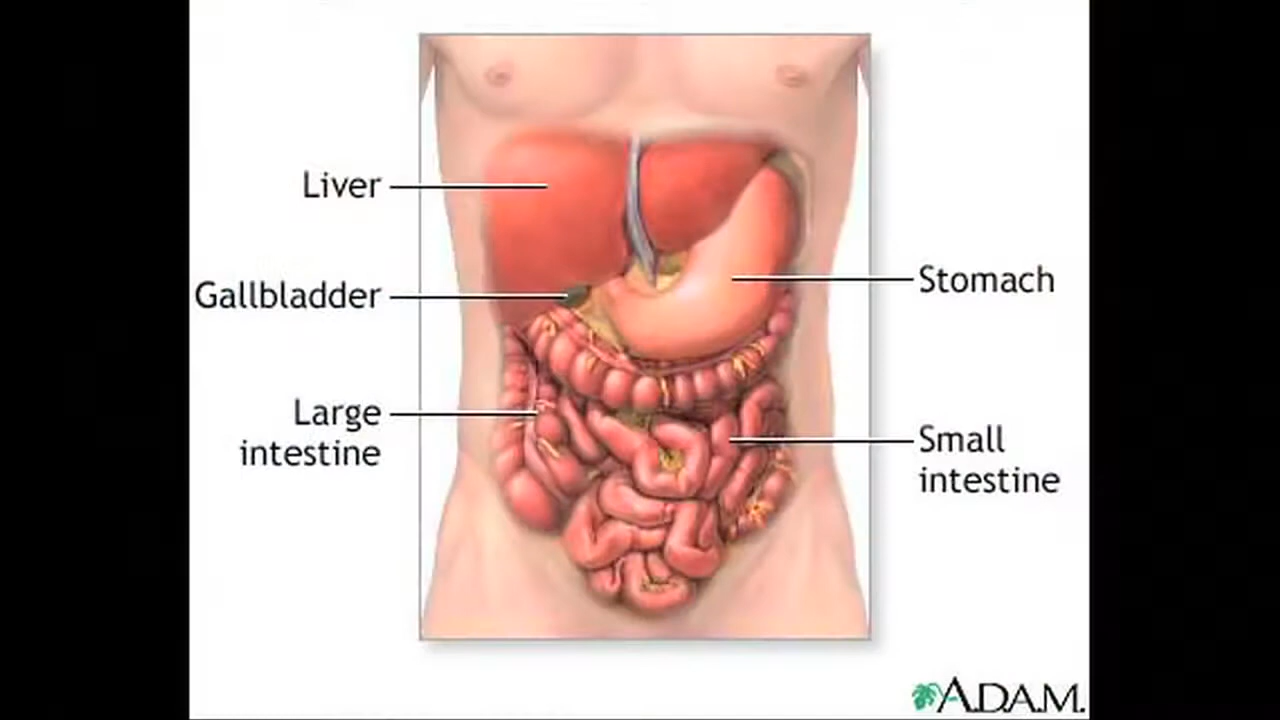 Liver
Gallbladder
Large
intestine
Stomach
Small
intestine
A.D.A.M.